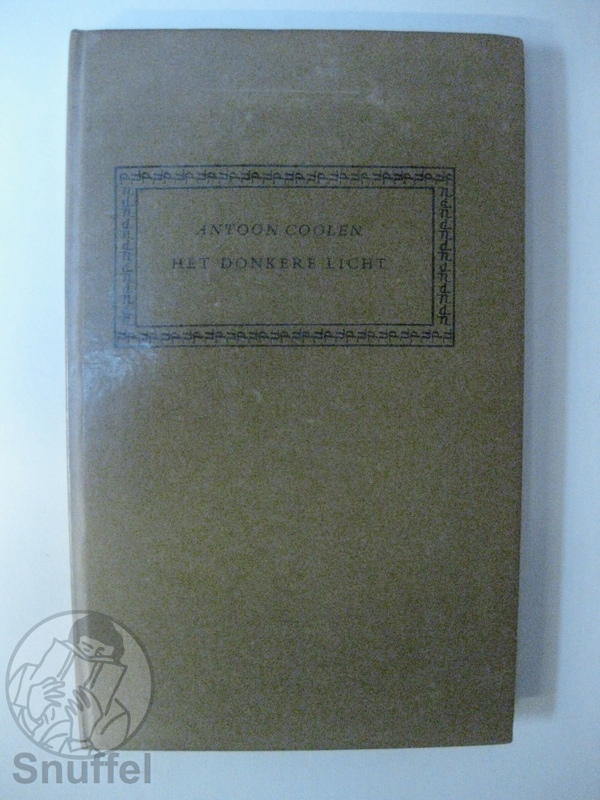 ANTOON COOLEN
HET DONKERE LICHT
Snuffel